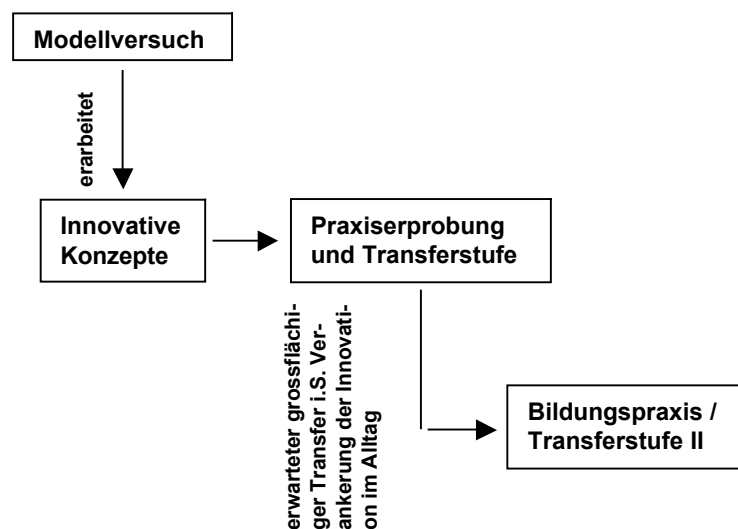 Modellversuch
erarbeitet
Innovative
Konzepte
Praxiserprobung
und Transferstufe
erwarteter grossflächi-
ger Transfer i.S. Ver-
ankerung der Innovati-
on im Alltag
Bildungspraxis /
Transferstufe II